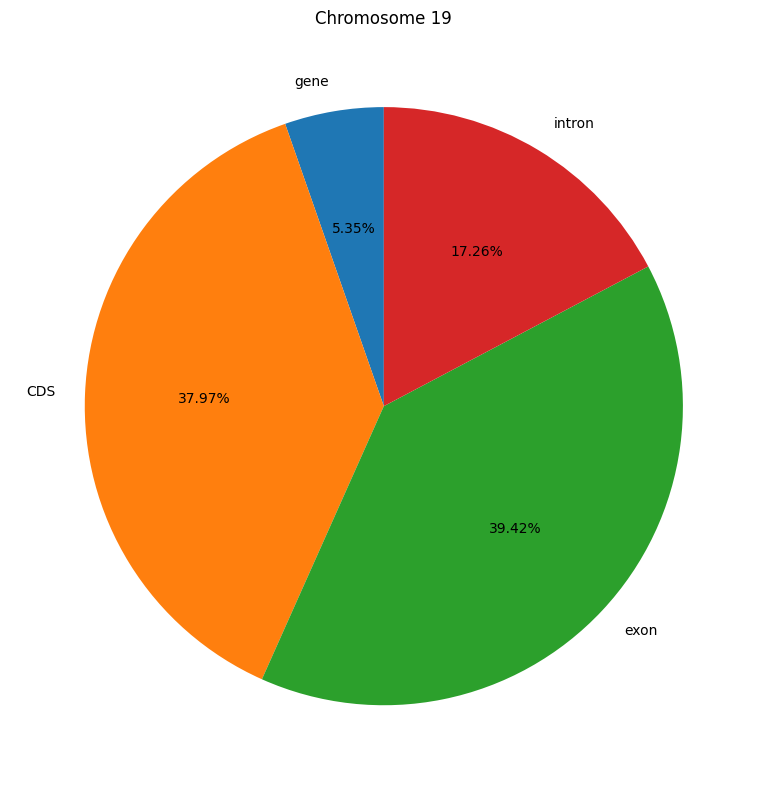 Chromosome 19
gene
intron
5.35%
17.26%
CDS
37.97%
39.42%
exon